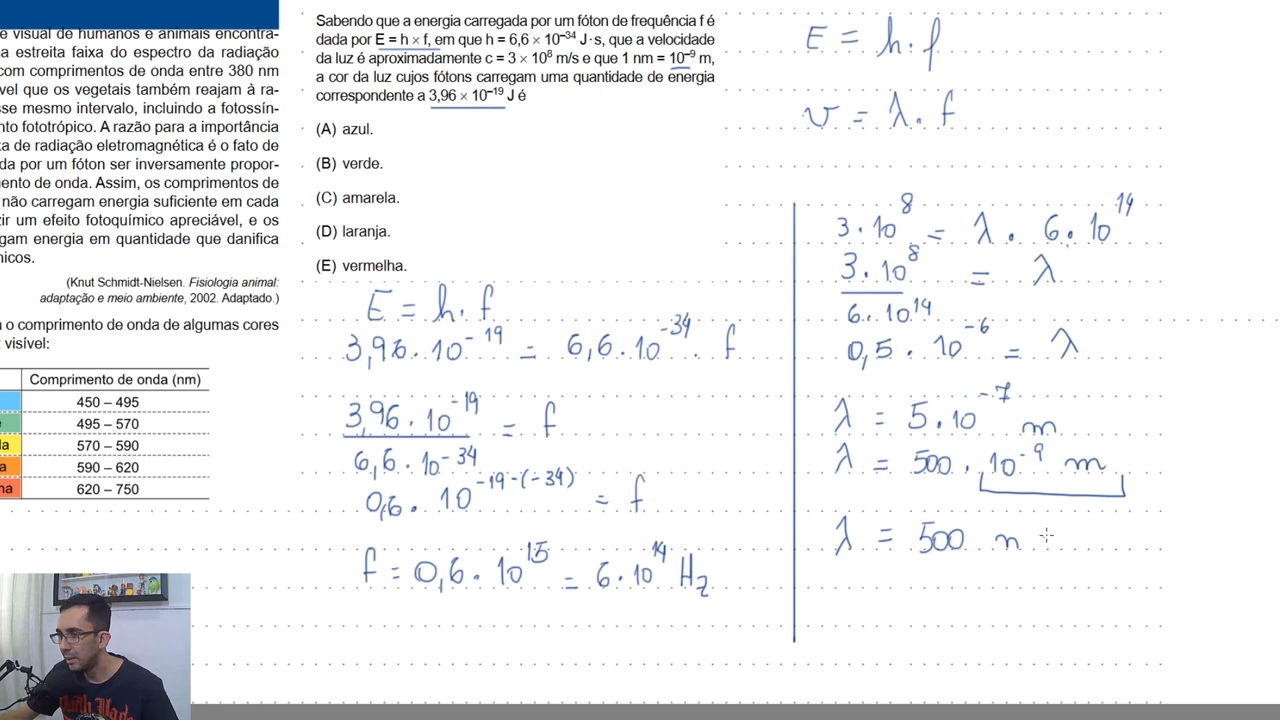 e visual de humanos e animais encontra-
a estreita faixa do espectro da radiação
com comprimentos de onda entre 380 nm
vel que os vegetais também reajam à ra-
sse mesmo intervalo, incluindo a fotossín-
nto fototrópico. A razão para a importância
xa de radiação eletromagnética é o fato de
da por um fóton ser inversamente propor-
mento de onda. Assim, os comprimentos de
não carregam energia suficiente em cada
zir um efeito fotoquímico apreciável, e os
gam energia em quantidade que danifica
nicos.
(Knut Schmidt-Nielsen. Fisiologia animal:
adaptação e meio ambiente, 2002. Adaptado.)
a o comprimento de onda de algumas cores
visível:
Comprimento de onda (nm)
450 – 495
e 495 – 570
la 570 – 590
a 590 – 620
ha 620 – 750
Sabendo que a energia carregada por um fóton de frequência f é
dada por E = h × f, em que h = 6,6 × 10⁻³⁴ J·s, que a velocidade
da luz é aproximadamente c = 3 × 10⁸ m/s e que 1 nm = 10⁻⁹ m,
a cor da luz cujos fótons carregam uma quantidade de energia
correspondente a 3,96 × 10⁻¹⁹ J é
(A) azul.
(B) verde.
(C) amarela.
(D) laranja.
(E) vermelha.
E = h.f
3,96.10⁻¹⁹ = 6,6.10⁻³⁴ . f
3,96.10⁻¹⁹ = f
6,6.10⁻³⁴
0,6.10⁻¹⁹⁻⁽⁻³⁴⁾ = f
f = 0,6.10¹⁵ = 6.10¹⁴ Hz
E = h.f
v = λ.f
3.10⁸ = λ . 6.10¹⁴
3.10⁸ = λ
6.10¹⁴
0,5.10⁻⁶ = λ
λ = 5.10⁻⁷ m
λ = 500.10⁻⁹ m
λ = 500 n